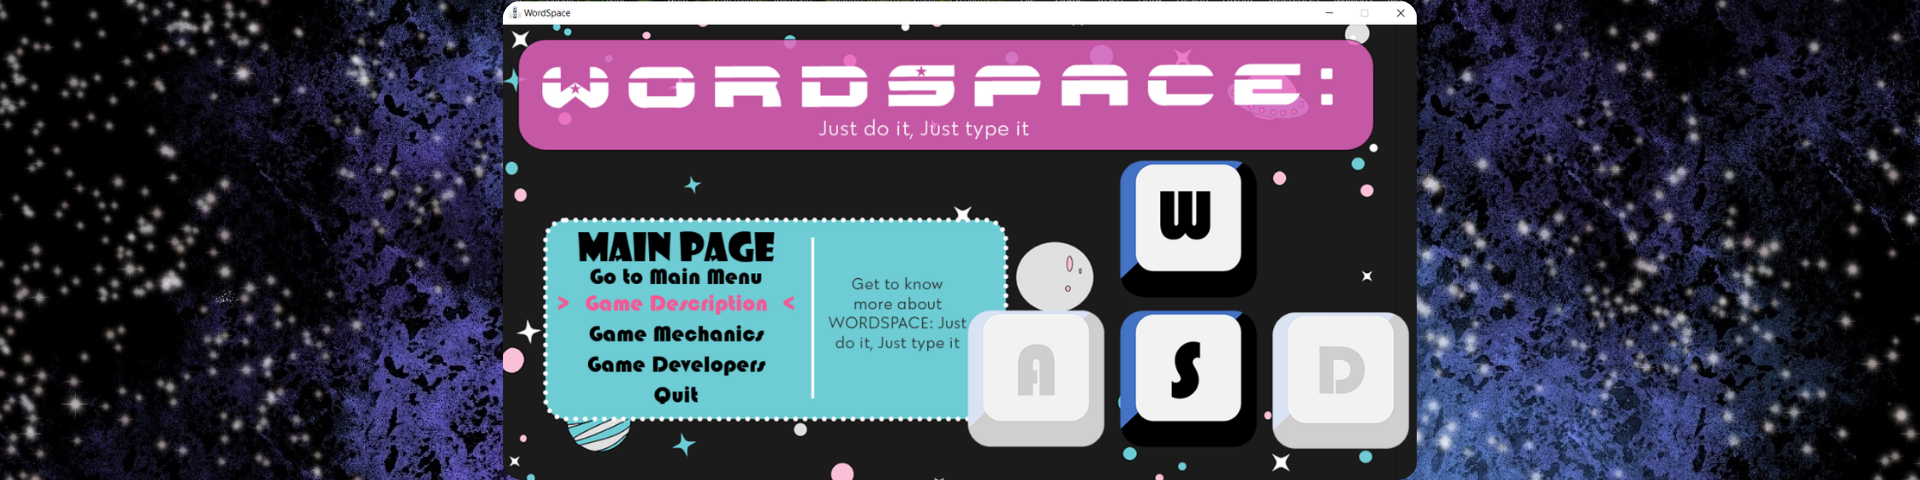 WordSpace
WORDSPACE:
Just do it, Just type it
MAIN PAGE
Go to Main Menu
> Game Description <
Game Mechanics
Game Developers
Quit
Get to know
more about
WORDSPACE: Just
do it, Just type it
W
A
S
D